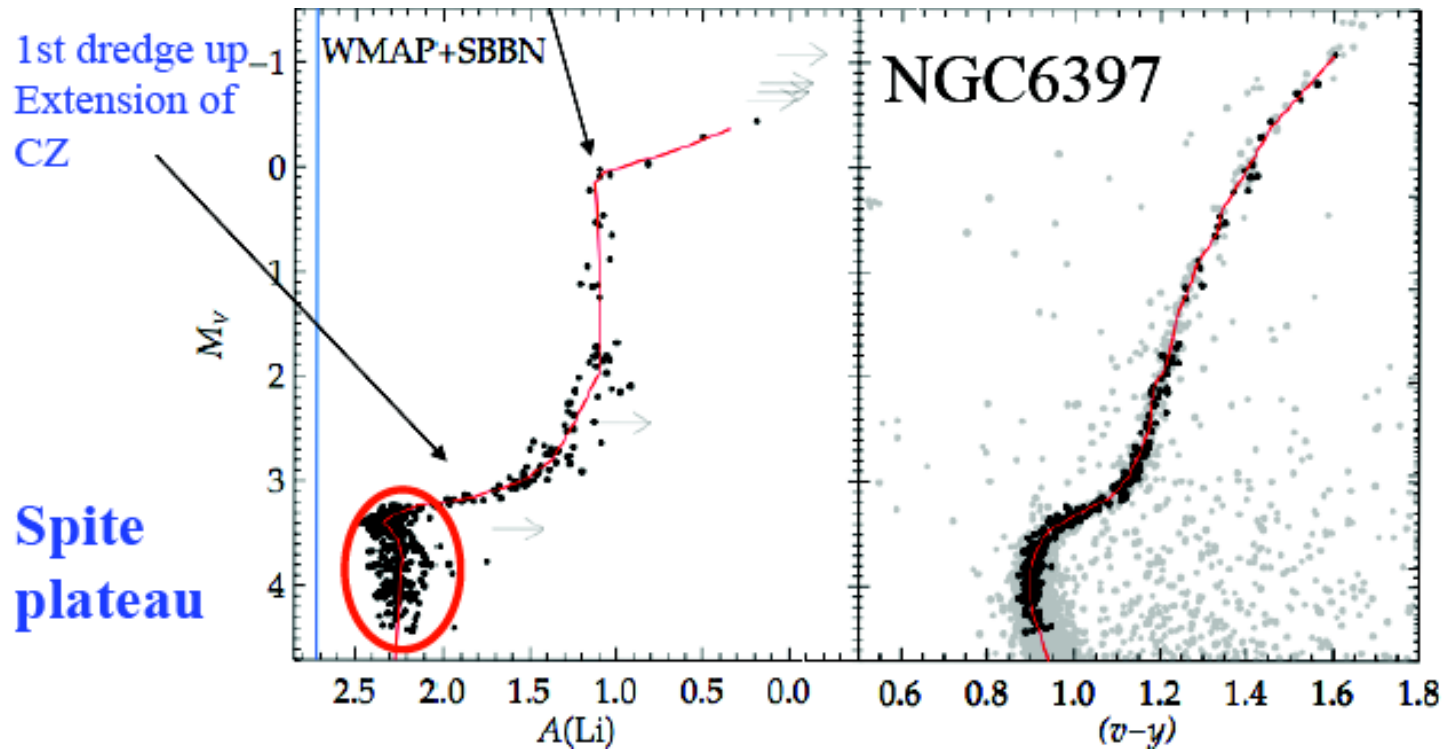 1st dredge up
Extension of
CZ
WMAP+SBBN
NGC6397
Spite
plateau
M_V
−1
0
1
2
3
4
2.5 2.0 1.5 1.0 0.5 0.0
A(Li)
0.6 0.8 1.0 1.2 1.4 1.6 1.8
(v−y)